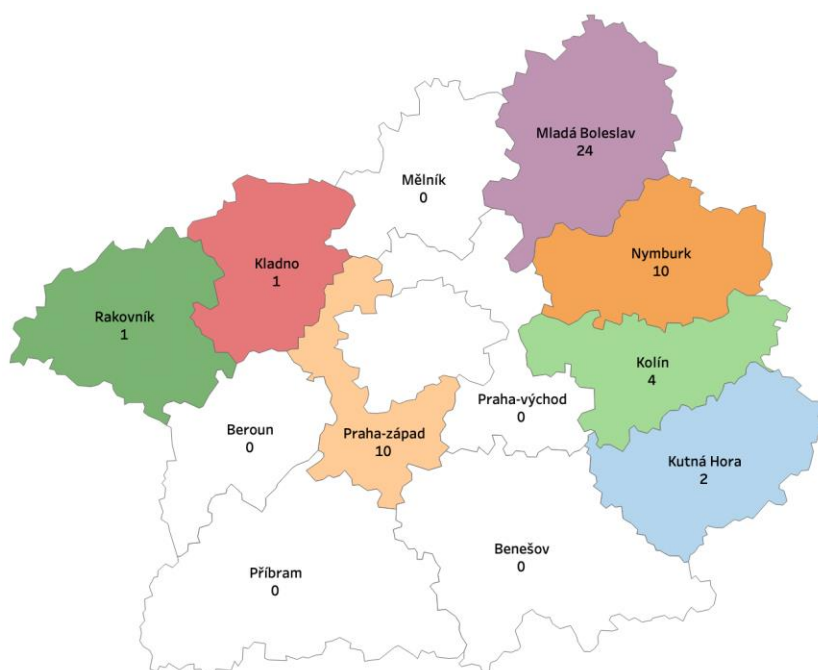 Mladá Boleslav
24
Mělník
0
Nymburk
10
Kladno
1
Rakovník
1
Kolín
4
Praha-východ
0
Beroun
0
Praha-západ
10
Kutná Hora
2
Benešov
0
Příbram
0